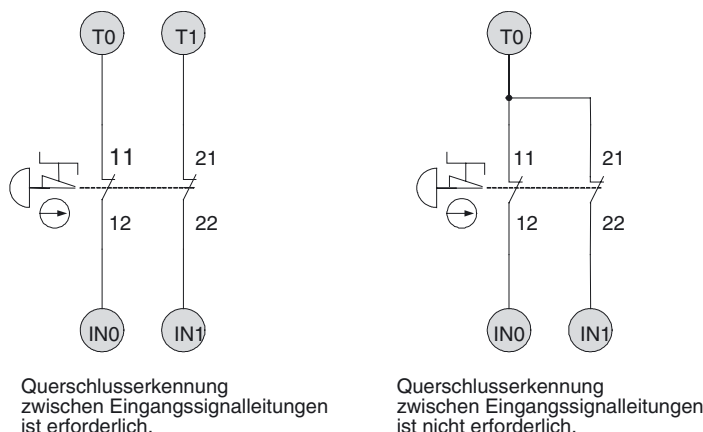 T0 T1 T0
11 21 11 21
12 22 12 22
IN0 IN1 IN0 IN1
Querschlusserkennung
zwischen Eingangssignalleitungen
ist erforderlich.
Querschlusserkennung
zwischen Eingangssignalleitungen
ist nicht erforderlich.